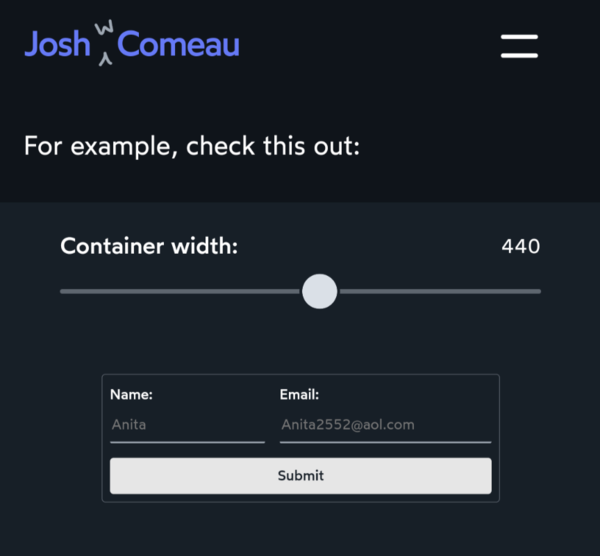 Josh W Comeau
For example, check this out:
Container width: 440
Name: Email:
Anita Anita2552@aol.com
Submit